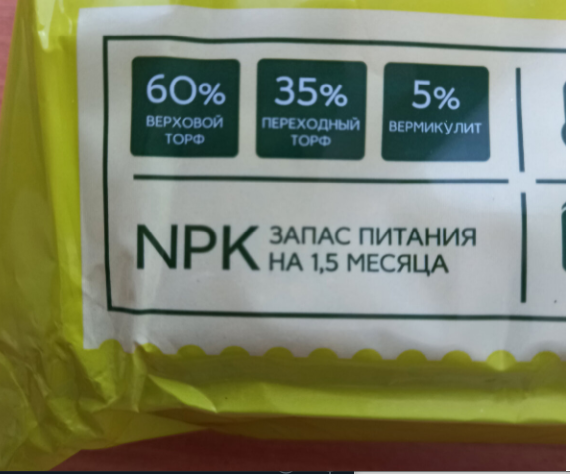 60%
ВЕРХОВОЙ
ТОРФ
35%
ПЕРЕХОДНЫЙ
ТОРФ
5%
ВЕРМИКУЛИТ
NPK
ЗАПАС ПИТАНИЯ
НА 1,5 МЕСЯЦА